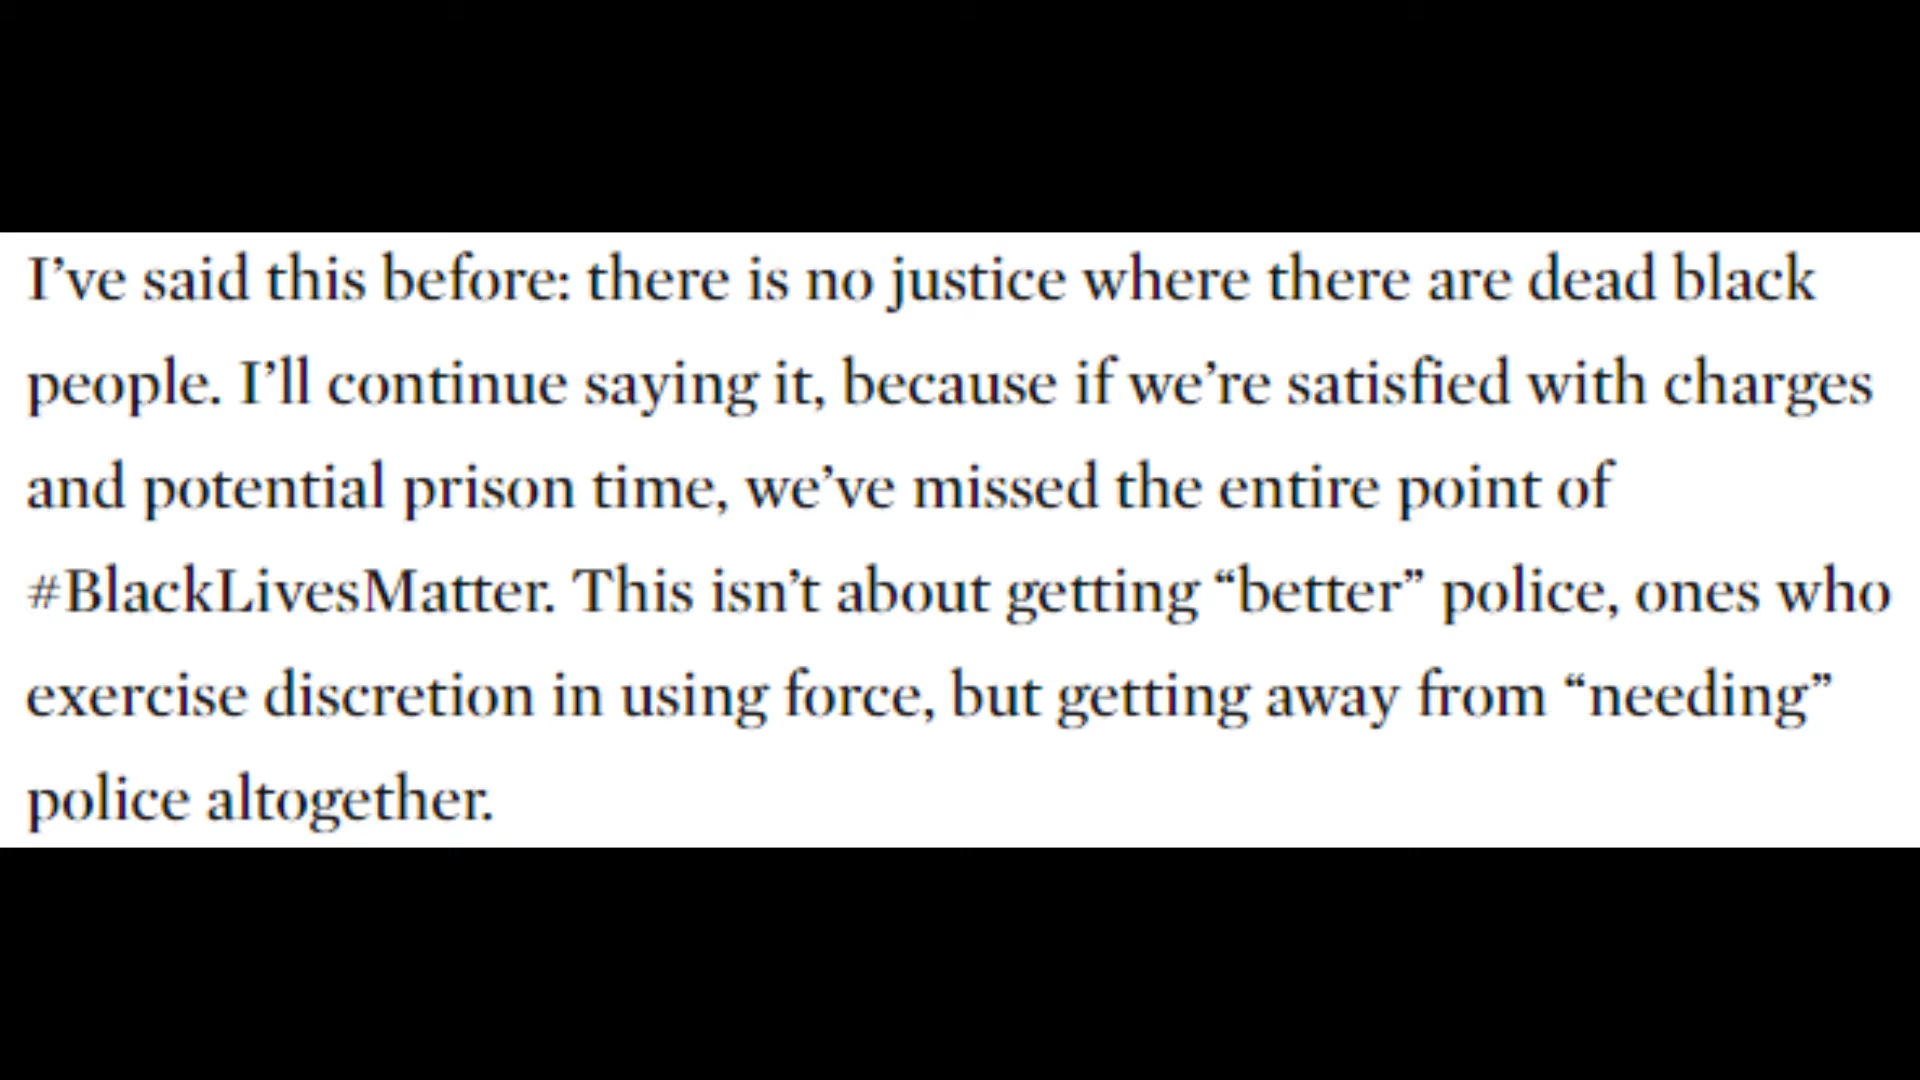 I’ve said this before: there is no justice where there are dead black
people. I’ll continue saying it, because if we’re satisfied with charges
and potential prison time, we’ve missed the entire point of
#BlackLivesMatter. This isn’t about getting “better” police, ones who
exercise discretion in using force, but getting away from “needing”
police altogether.